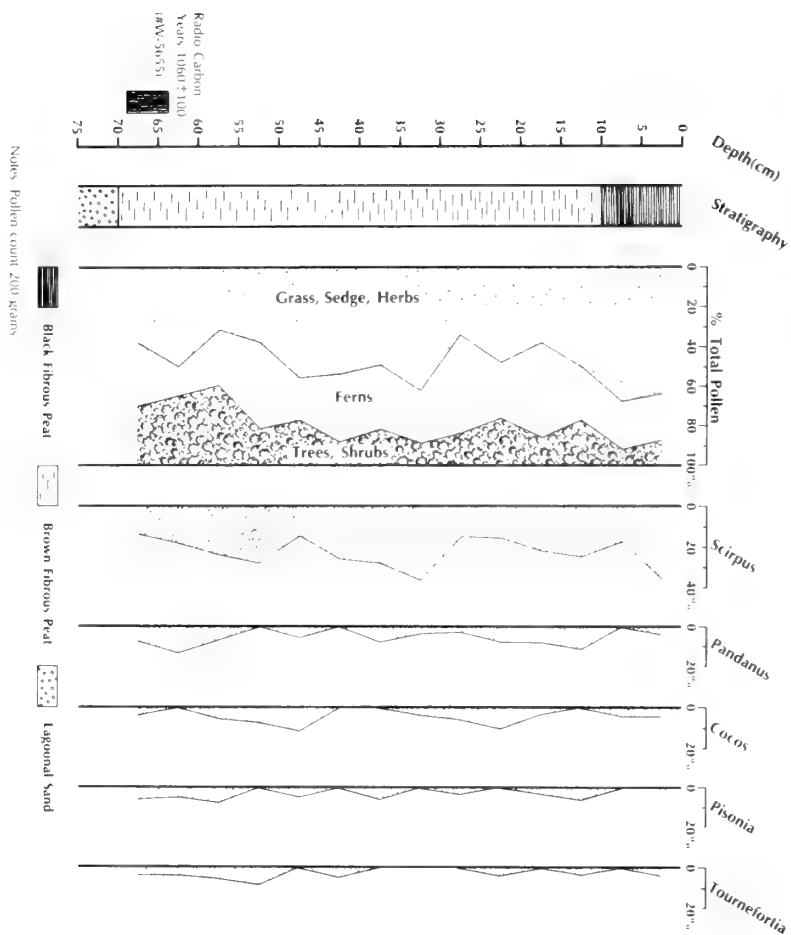 Depth(cm)
0
5
10
15
20
25
30
35
40
45
50
55
60
65
70
75
Radio Carbon
Years 1060±100
(#W-5655)
Stratigraphy
% Total Pollen
0
20
40
60
80
100%
Grass, Sedge, Herbs
Ferns
Trees, Shrubs
Scirpus
0
20
40%
Pandanus
0
20%
Cocos
0
20%
Pisonia
0
20%
Tournefortia
0
20%
Black Fibrous Peat
Brown Fibrous Peat
Lagoonal Sand
Notes Pollen count 200 grains